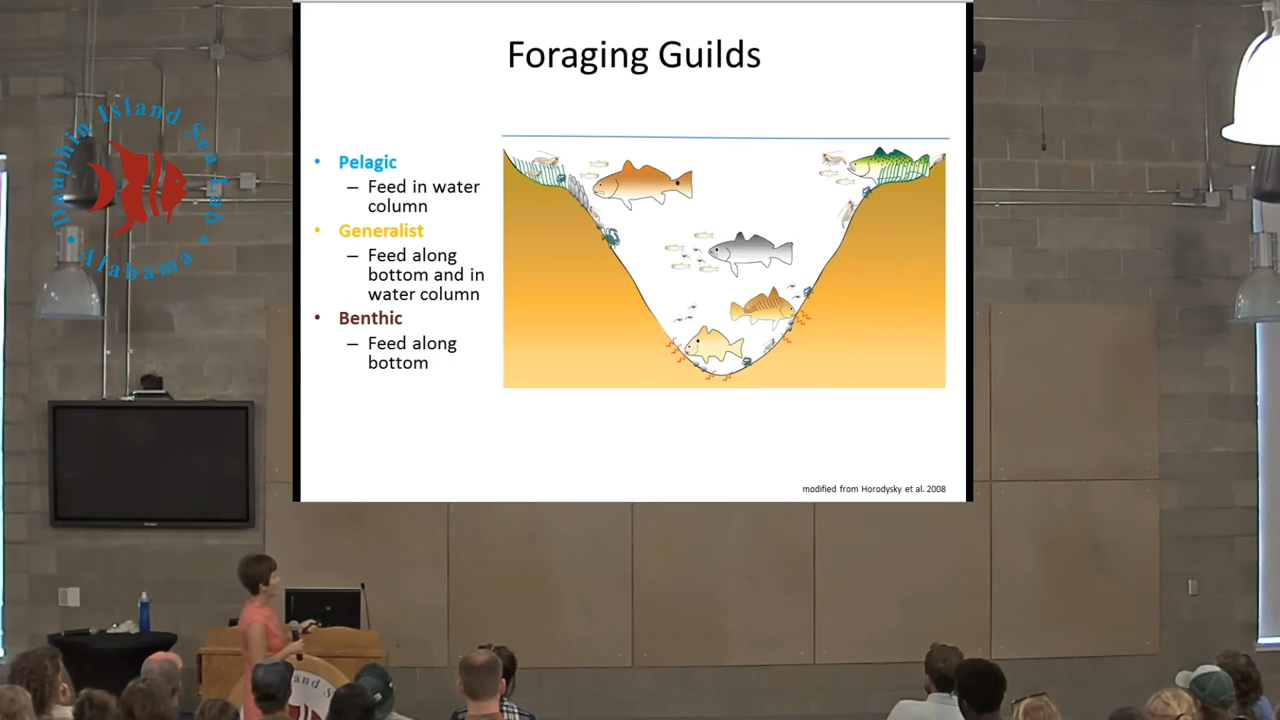 Foraging Guilds
• Pelagic
– Feed in water
column
• Generalist
– Feed along
bottom and in
water column
• Benthic
– Feed along
bottom
modified from Horodysky et al. 2008
Dauphin Island Sea Lab
• Alabama •
and S